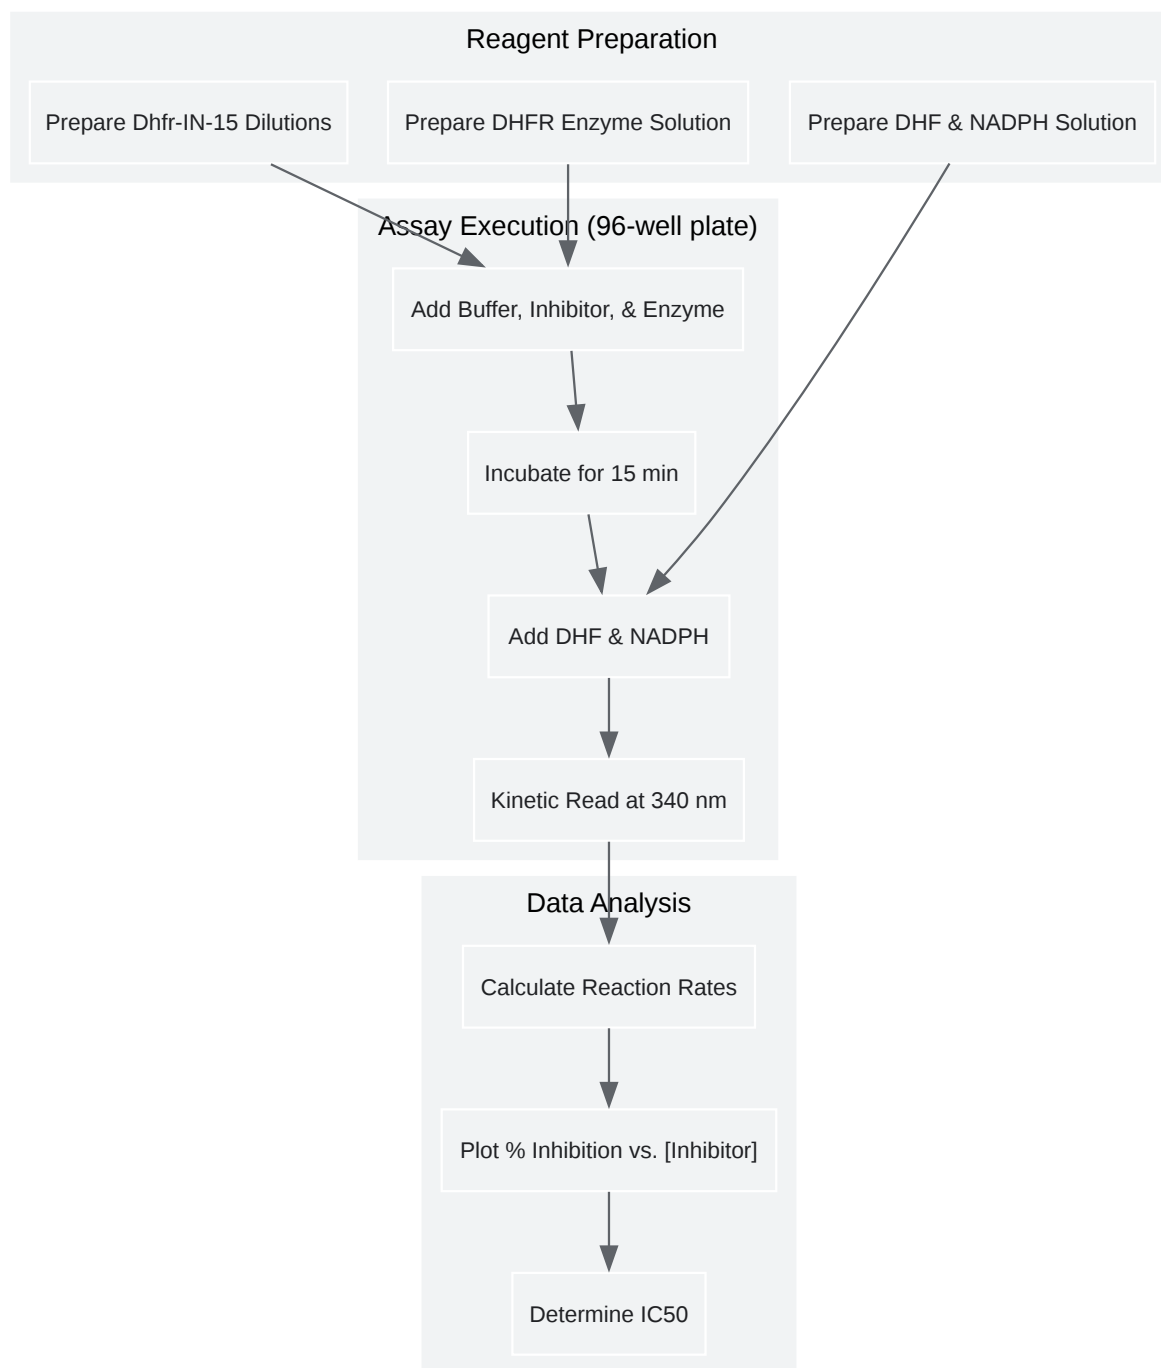 Reagent Preparation
Prepare Dhfr-IN-15 Dilutions
Prepare DHFR Enzyme Solution
Prepare DHF & NADPH Solution
Assay Execution (96-well plate)
Add Buffer, Inhibitor, & Enzyme
Incubate for 15 min
Add DHF & NADPH
Kinetic Read at 340 nm
Data Analysis
Calculate Reaction Rates
Plot % Inhibition vs. [Inhibitor]
Determine IC50